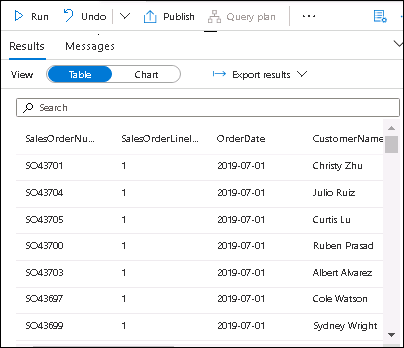 Run Undo Publish Query plan
Results Messages
View Table Chart Export results
Search
SalesOrderNu... SalesOrderLineI... OrderDate CustomerName
SO43701 1 2019-07-01 Christy Zhu
SO43704 1 2019-07-01 Julio Ruiz
SO43705 1 2019-07-01 Curtis Lu
SO43700 1 2019-07-01 Ruben Prasad
SO43703 1 2019-07-01 Albert Alvarez
SO43697 1 2019-07-01 Cole Watson
SO43699 1 2019-07-01 Sydney Wright